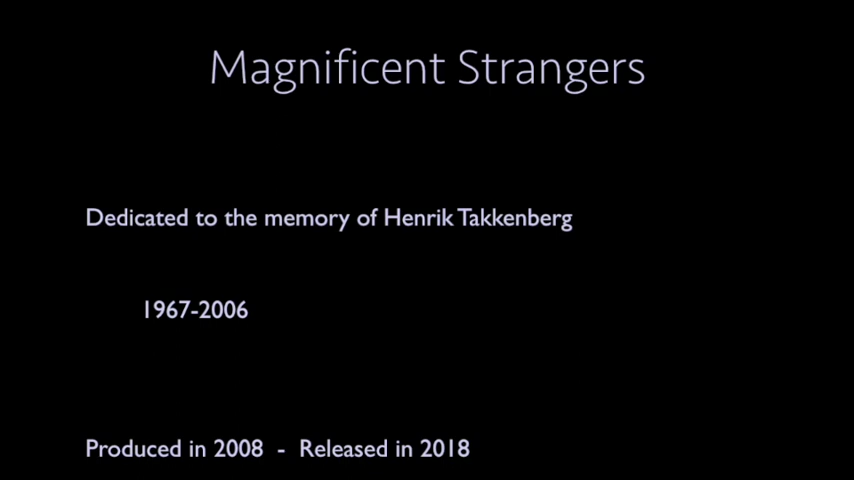 Magnificent Strangers
Dedicated to the memory of Henrik Takkenberg
1967-2006
Produced in 2008 - Released in 2018